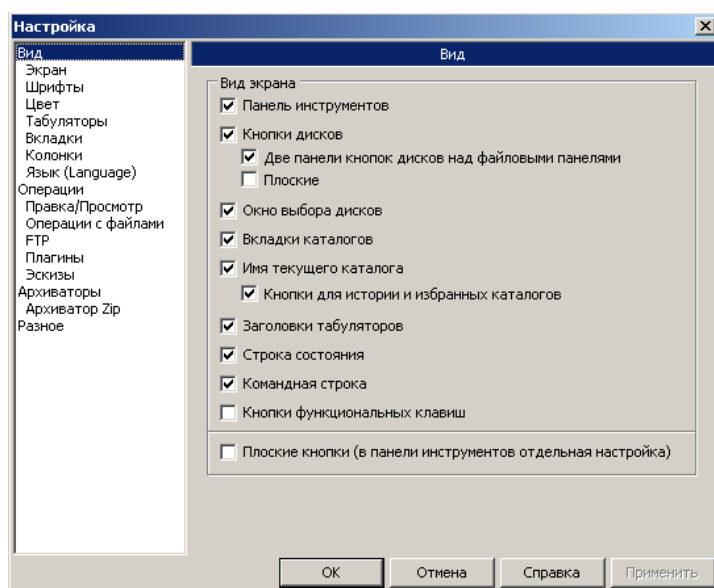 Настройка
Вид
Экран
Шрифты
Цвет
Табуляторы
Вкладки
Колонки
Язык (Language)
Операции
Правка/Просмотр
Операции с файлами
FTP
Плагины
Эскизы
Архиваторы
Архиватор Zip
Разное
Вид
Вид экрана
Панель инструментов
Кнопки дисков
Две панели кнопок дисков над файловыми панелями
Плоские
Окно выбора дисков
Вкладки каталогов
Имя текущего каталога
Кнопки для истории и избранных каталогов
Заголовки табуляторов
Строка состояния
Командная строка
Кнопки функциональных клавиш
Плоские кнопки (в панели инструментов отдельная настройка)
OK
Отмена
Справка
Применить